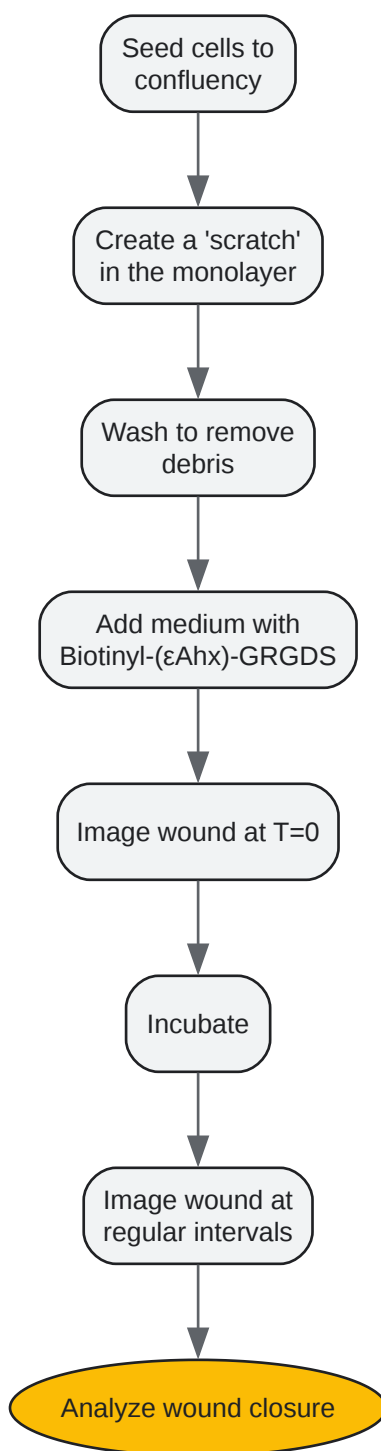 Seed cells to
confluency
Create a 'scratch'
in the monolayer
Wash to remove
debris
Add medium with
Biotinyl-(εAhx)-GRGDS
Image wound at T=0
Incubate
Image wound at
regular intervals
Analyze wound closure